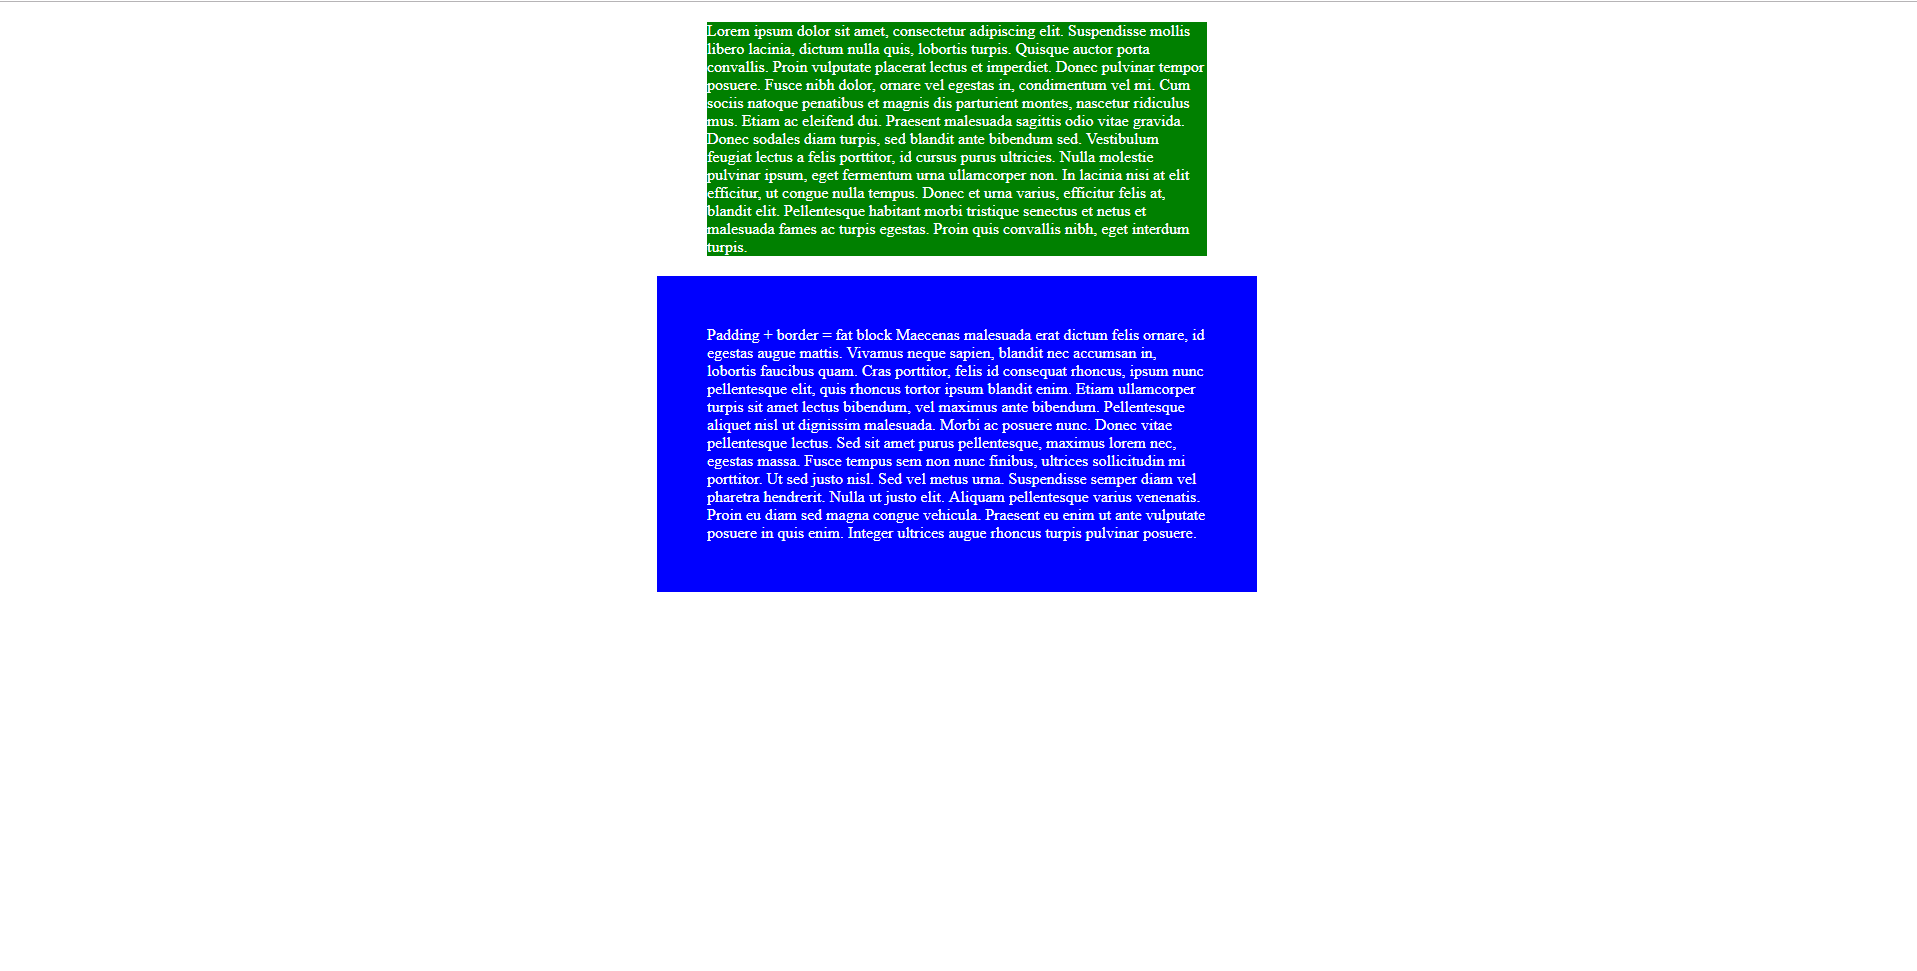 Lorem ipsum dolor sit amet, consectetur adipiscing elit. Suspendisse mollis
libero lacinia, dictum nulla quis, lobortis turpis. Quisque auctor porta
convallis. Proin vulputate placerat lectus et imperdiet. Donec pulvinar tempor
posuere. Fusce nibh dolor, ornare vel egestas in, condimentum vel mi. Cum
sociis natoque penatibus et magnis dis parturient montes, nascetur ridiculus
mus. Etiam ac eleifend dui. Praesent malesuada sagittis odio vitae gravida.
Donec sodales diam turpis, sed blandit ante bibendum sed. Vestibulum
feugiat lectus a felis porttitor, id cursus purus ultricies. Nulla molestie
pulvinar ipsum, eget fermentum urna ullamcorper non. In lacinia nisi at elit
efficitur, ut congue nulla tempus. Donec et urna varius, efficitur felis at,
blandit elit. Pellentesque habitant morbi tristique senectus et netus et
malesuada fames ac turpis egestas. Proin quis convallis nibh, eget interdum
turpis.
Padding + border = fat block Maecenas malesuada erat dictum felis ornare, id
egestas augue mattis. Vivamus neque sapien, blandit nec accumsan in,
lobortis faucibus quam. Cras porttitor, felis id consequat rhoncus, ipsum nunc
pellentesque elit, quis rhoncus tortor ipsum blandit enim. Etiam ullamcorper
turpis sit amet lectus bibendum, vel maximus ante bibendum. Pellentesque
aliquet nisl ut dignissim malesuada. Morbi ac posuere nunc. Donec vitae
pellentesque lectus. Sed sit amet purus pellentesque, maximus lorem nec,
egestas massa. Fusce tempus sem non nunc finibus, ultrices sollicitudin mi
porttitor. Ut sed justo nisl. Sed vel metus urna. Suspendisse semper diam vel
pharetra hendrerit. Nulla ut justo elit. Aliquam pellentesque varius venenatis.
Proin eu diam sed magna congue vehicula. Praesent eu enim ut ante vulputate
posuere in quis enim. Integer ultrices augue rhoncus turpis pulvinar posuere.